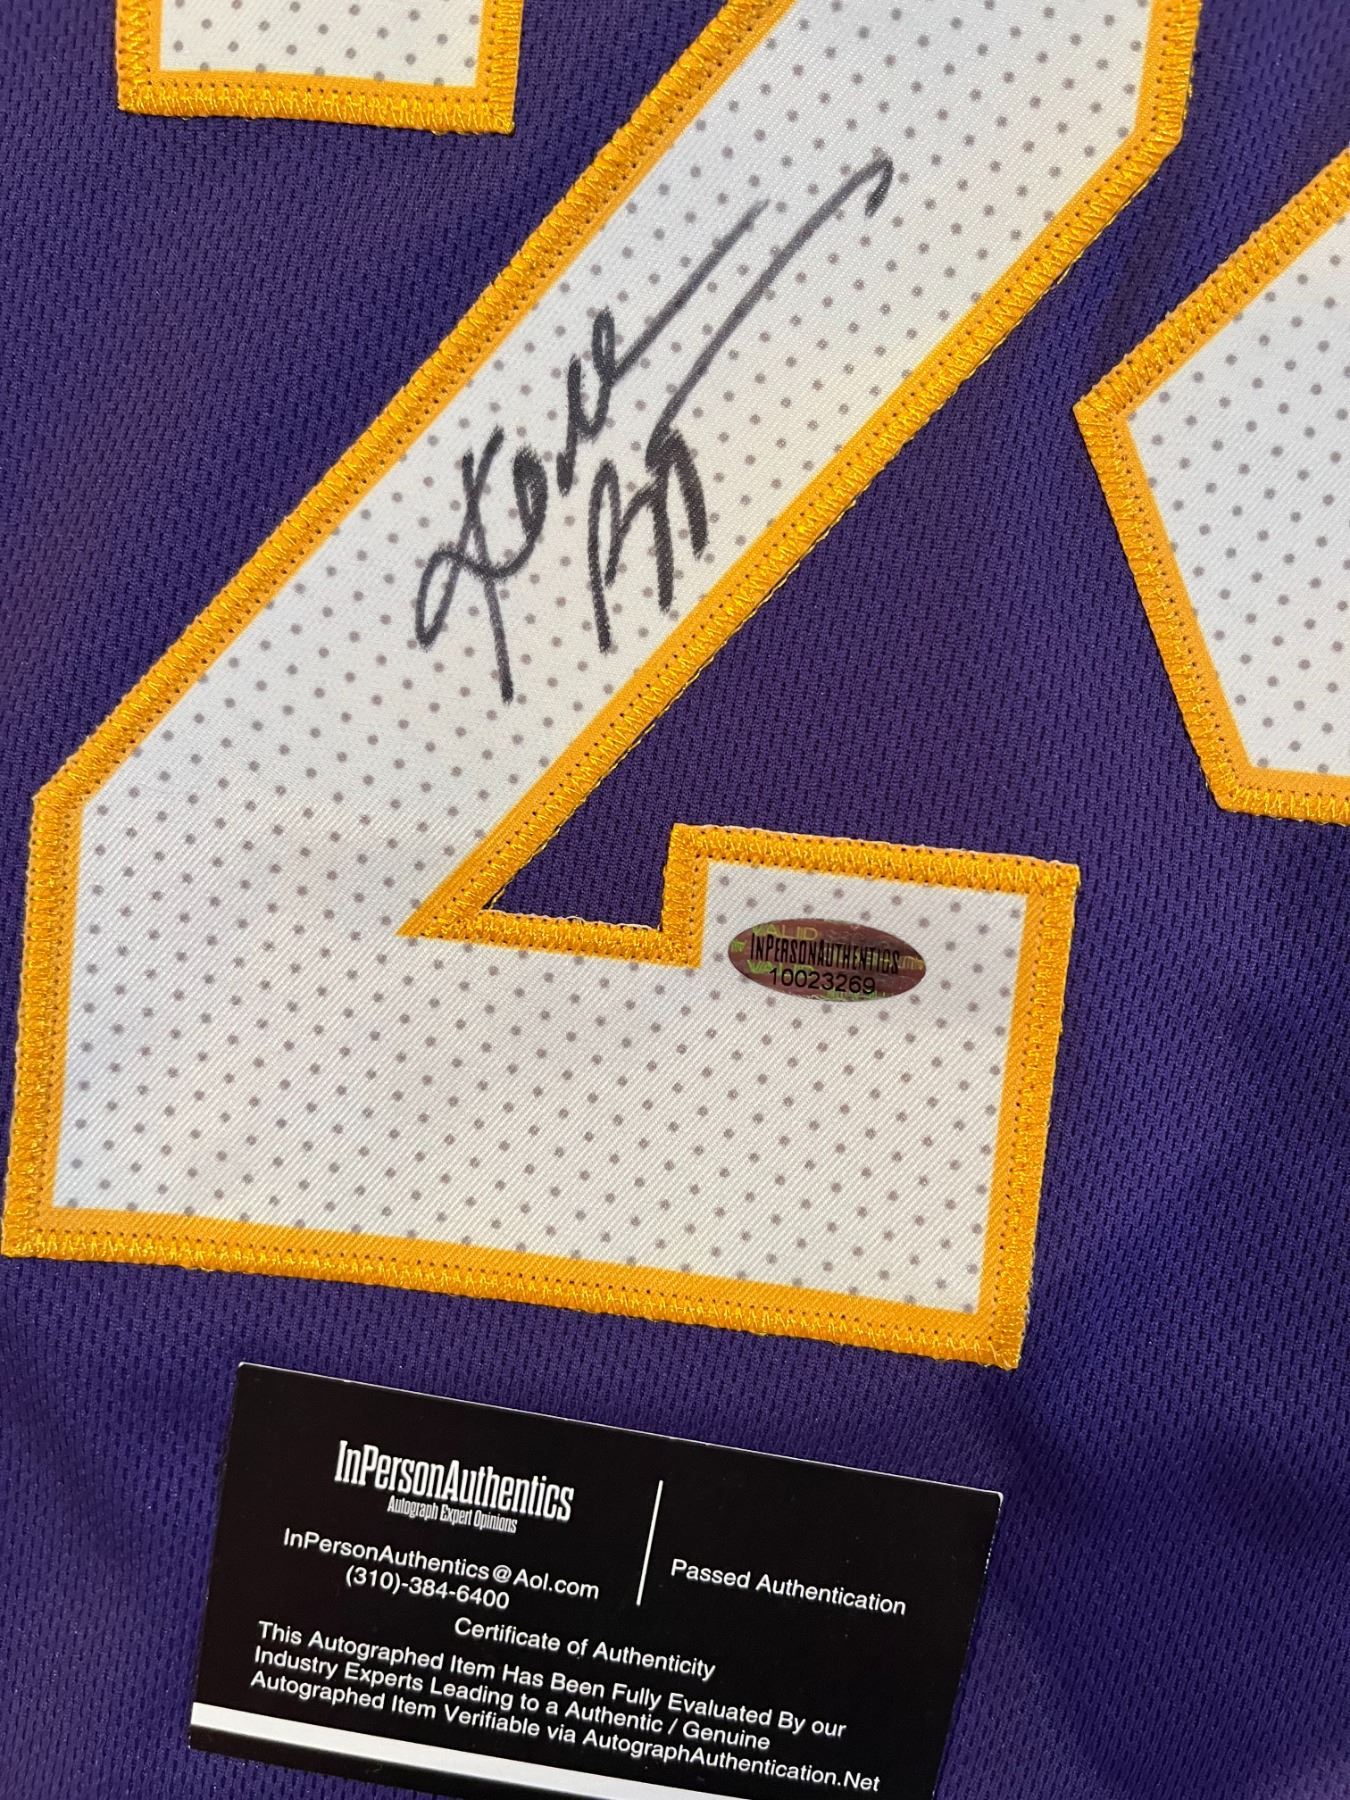 VALID
INPERSONAUTHENTICS
VALID
10023269
InPersonAuthentics
Autograph Expert Opinions
InPersonAuthentics@Aol.com
(310)-384-6400
Passed Authentication
Certificate of Authenticity
This Autographed Item Has Been Fully Evaluated By our
Industry Experts Leading to a Authentic / Genuine
Autographed Item Verifiable via AutographAuthentication.Net